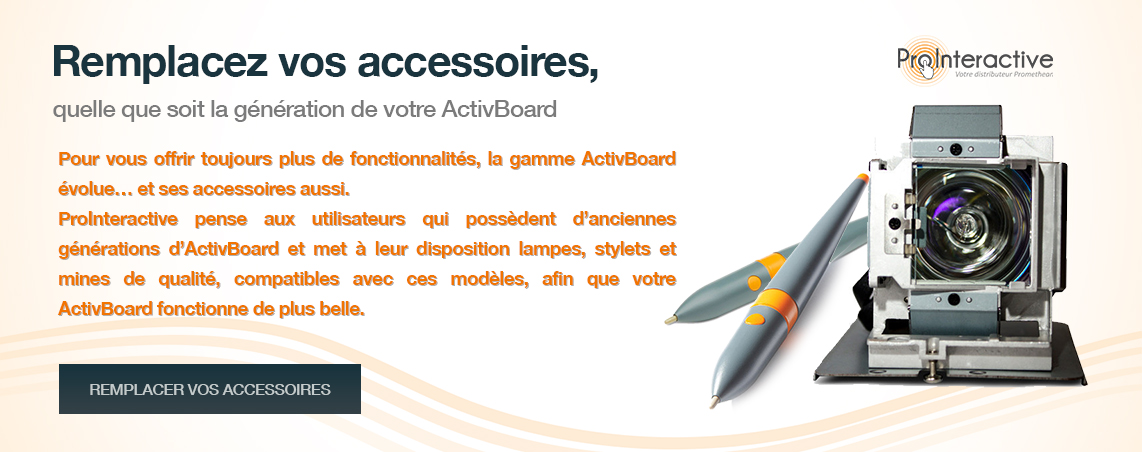 Remplacez vos accessoires,
quelle que soit la génération de votre ActivBoard
ProInteractive
Votre distributeur Promethean
Pour vous offrir toujours plus de fonctionnalités, la gamme ActivBoard
évolue… et ses accessoires aussi.
ProInteractive pense aux utilisateurs qui possèdent d’anciennes
générations d’ActivBoard et met à leur disposition lampes, stylets et
mines de qualité, compatibles avec ces modèles, afin que votre
ActivBoard fonctionne de plus belle.
REMPLACER VOS ACCESSOIRES